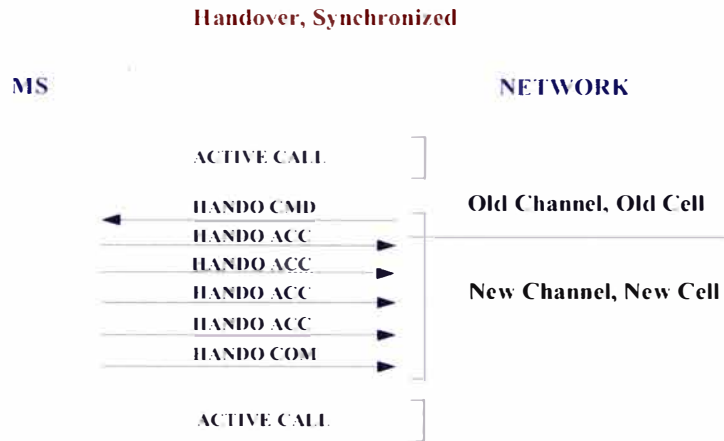 Handover, Synchronized
MS NETWORK
ACTIVE CALL
HANDO CMD
Old Channel, Old Cell
HANDO ACC
HANDO ACC
HANDO ACC
New Channel, New Cell
HANDO ACC
HANDO COM
ACTIVE CALL